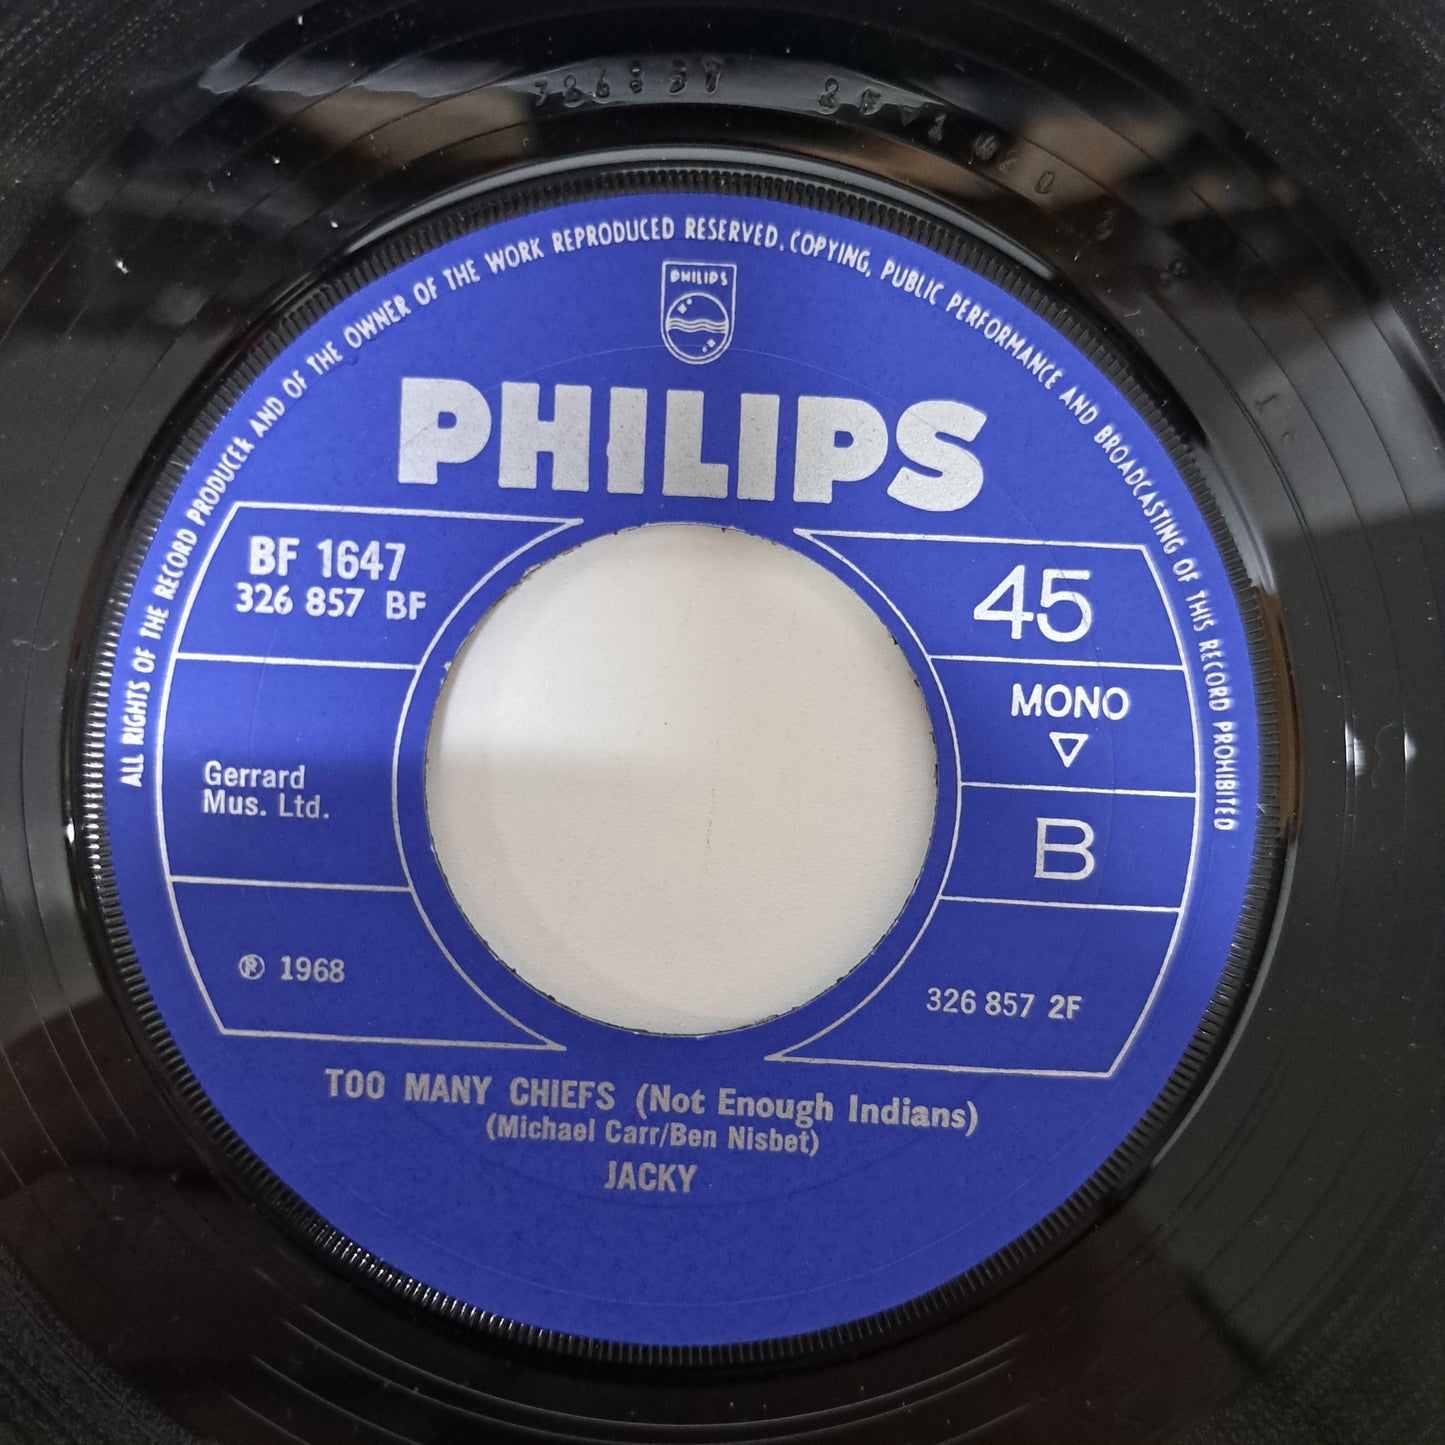 ALL RIGHTS OF THE RECORD PRODUCER AND OF THE OWNER OF THE WORK REPRODUCED RESERVED. COPYING, PUBLIC PERFORMANCE AND BROADCASTING OF THIS RECORD PROHIBITED
PHILIPS
PHILIPS
BF 1647
326 857 BF
45
MONO
Gerrard
Mus. Ltd.
B
℗ 1968
326 857 2F
TOO MANY CHIEFS (Not Enough Indians)
(Michael Carr/Ben Nisbet)
JACKY